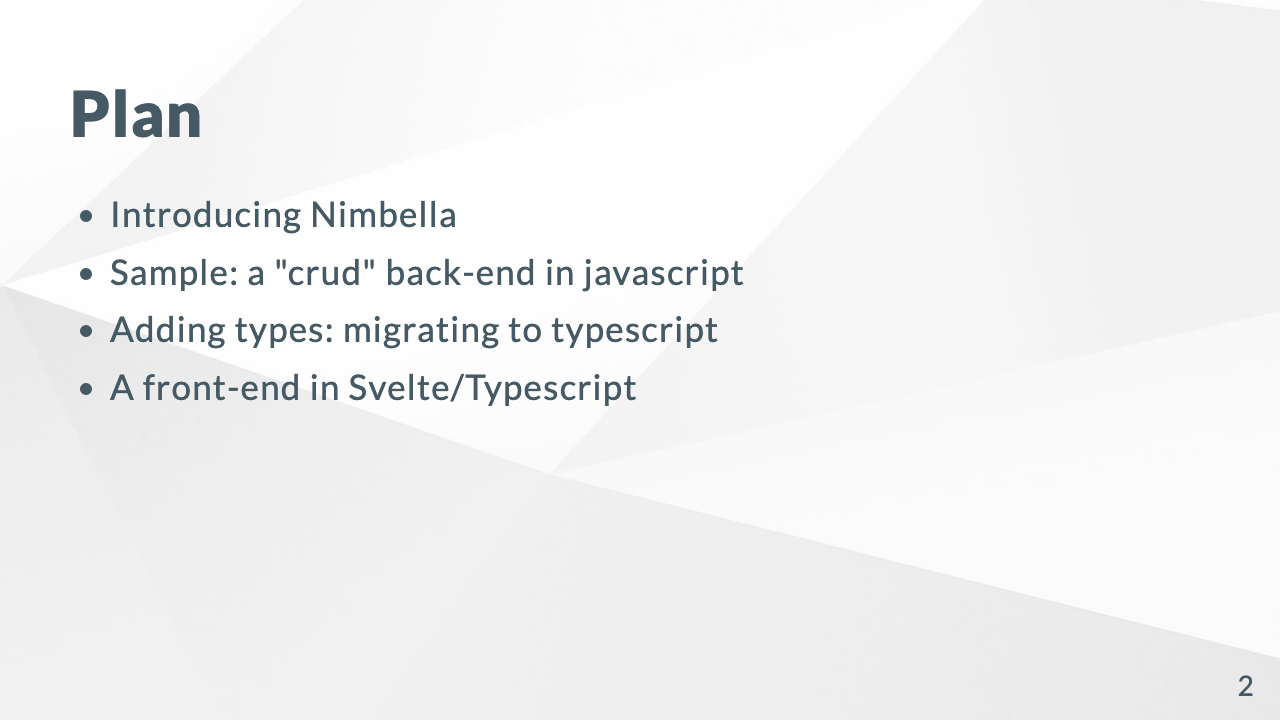 Plan
• Introducing Nimbella
• Sample: a "crud" back-end in javascript
• Adding types: migrating to typescript
• A front-end in Svelte/Typescript
2